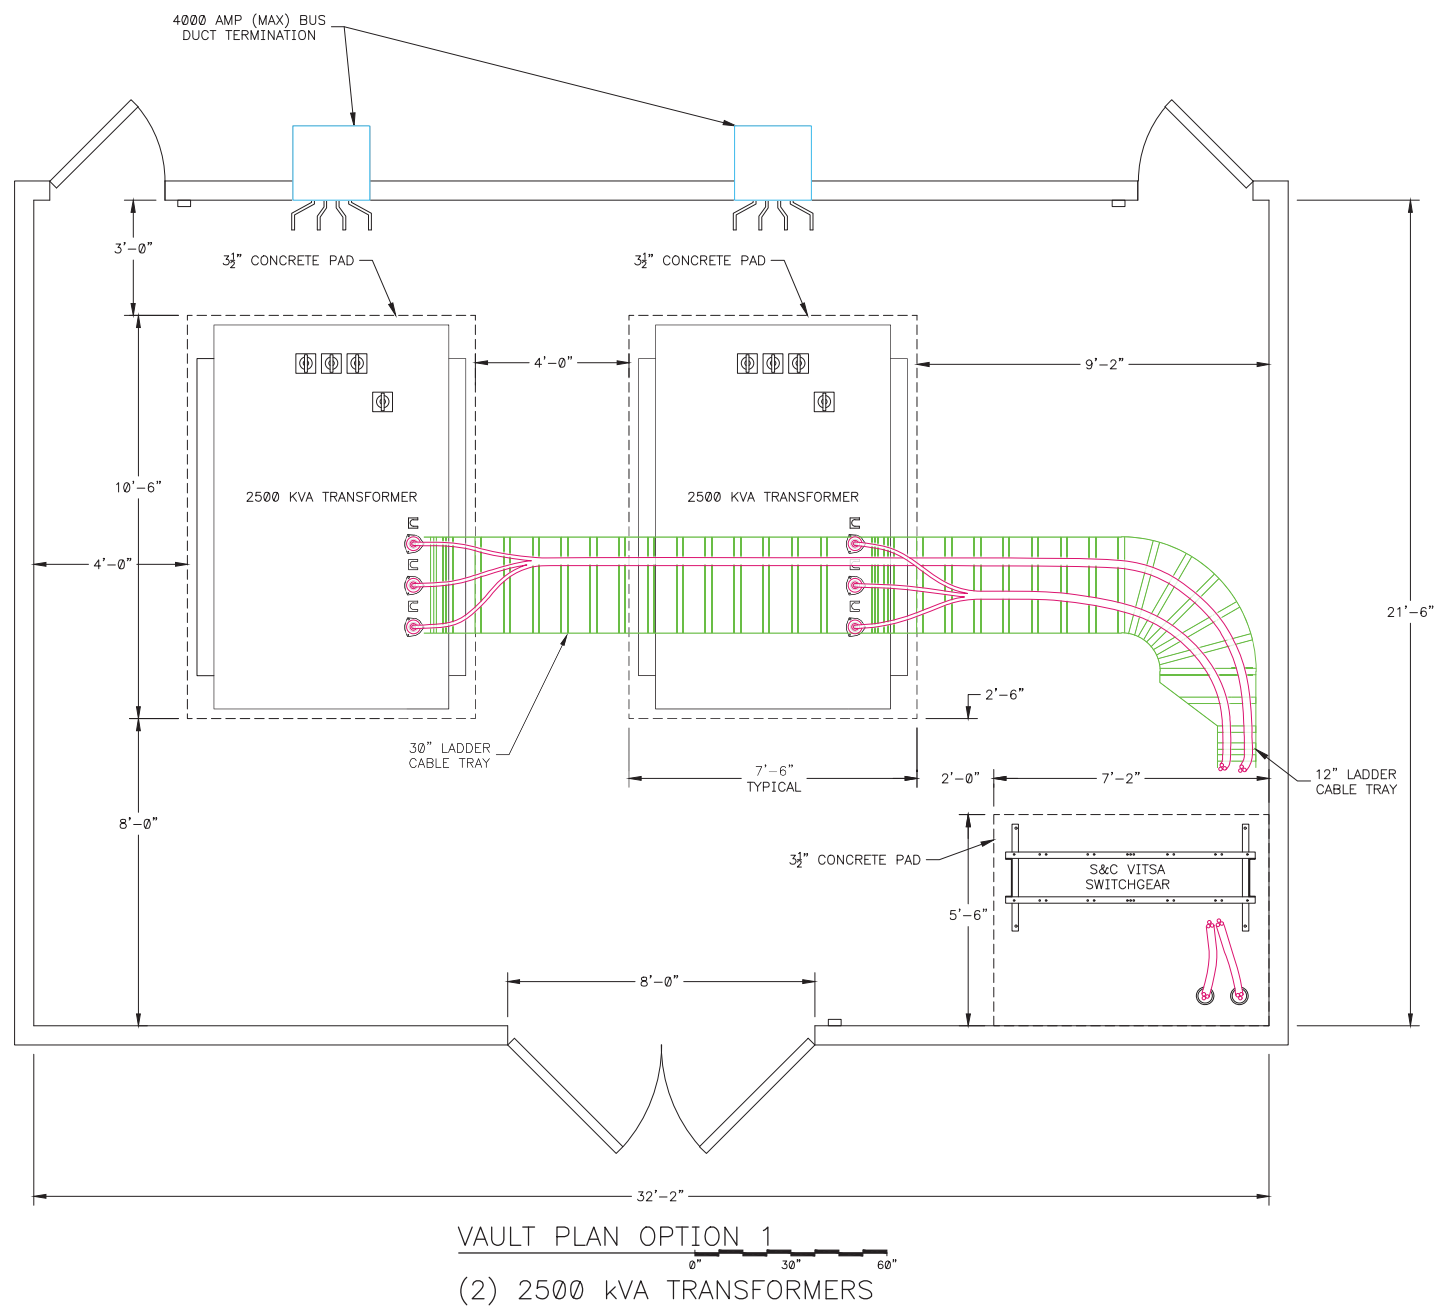 4000 AMP (MAX) BUS
DUCT TERMINATION
3'-0"
3½" CONCRETE PAD
3½" CONCRETE PAD
4'-0"
9'-2"
10'-6"
2500 KVA TRANSFORMER
2500 KVA TRANSFORMER
4'-0"
21'-6"
2'-6"
30" LADDER
CABLE TRAY
7'-6"
TYPICAL
2'-0"
7'-2"
12" LADDER
CABLE TRAY
8'-0"
3½" CONCRETE PAD
S&C VITSA
SWITCHGEAR
5'-6"
8'-0"
32'-2"
VAULT PLAN OPTION 1
0" 30" 60"
(2) 2500 kVA TRANSFORMERS